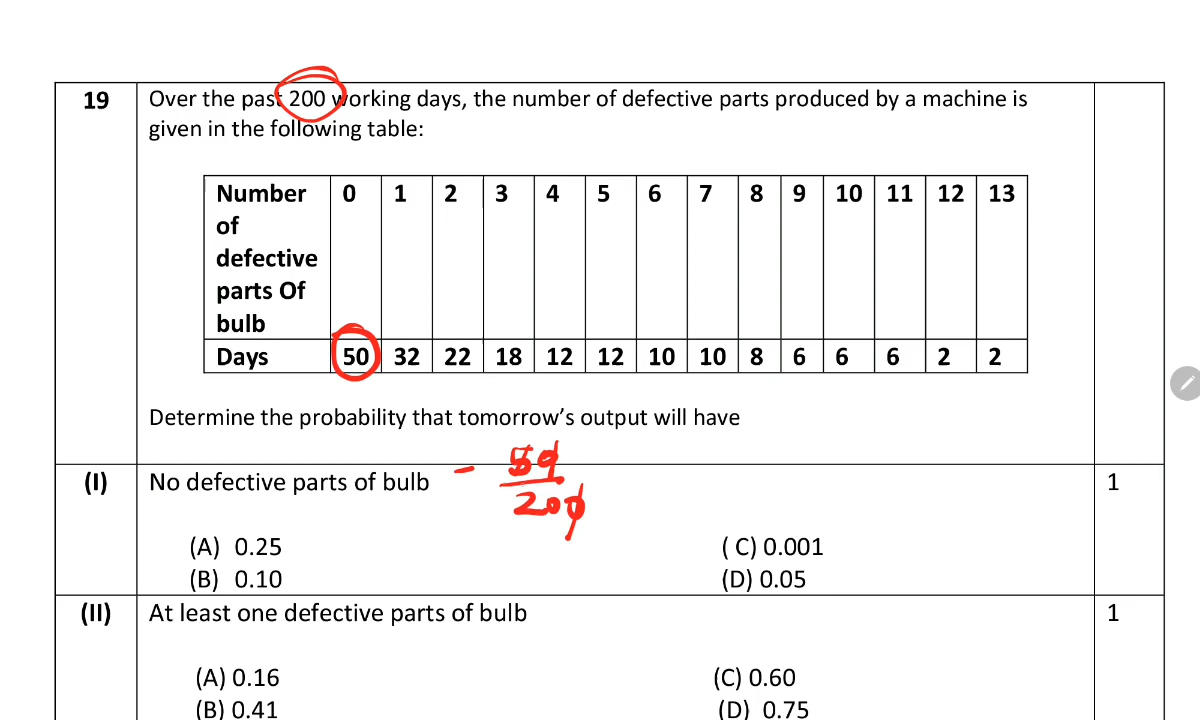 19
Over the past 200 working days, the number of defective parts produced by a machine is
given in the following table:
Number 0 1 2 3 4 5 6 7 8 9 10 11 12 13
of
defective
parts Of
bulb
Days 50 32 22 18 12 12 10 10 8 6 6 6 2 2
Determine the probability that tomorrow's output will have
(I) No defective parts of bulb - 50 1
200
(A) 0.25 ( C) 0.001
(B) 0.10 (D) 0.05
(II) At least one defective parts of bulb 1
(A) 0.16 (C) 0.60
(B) 0.41 (D) 0.75